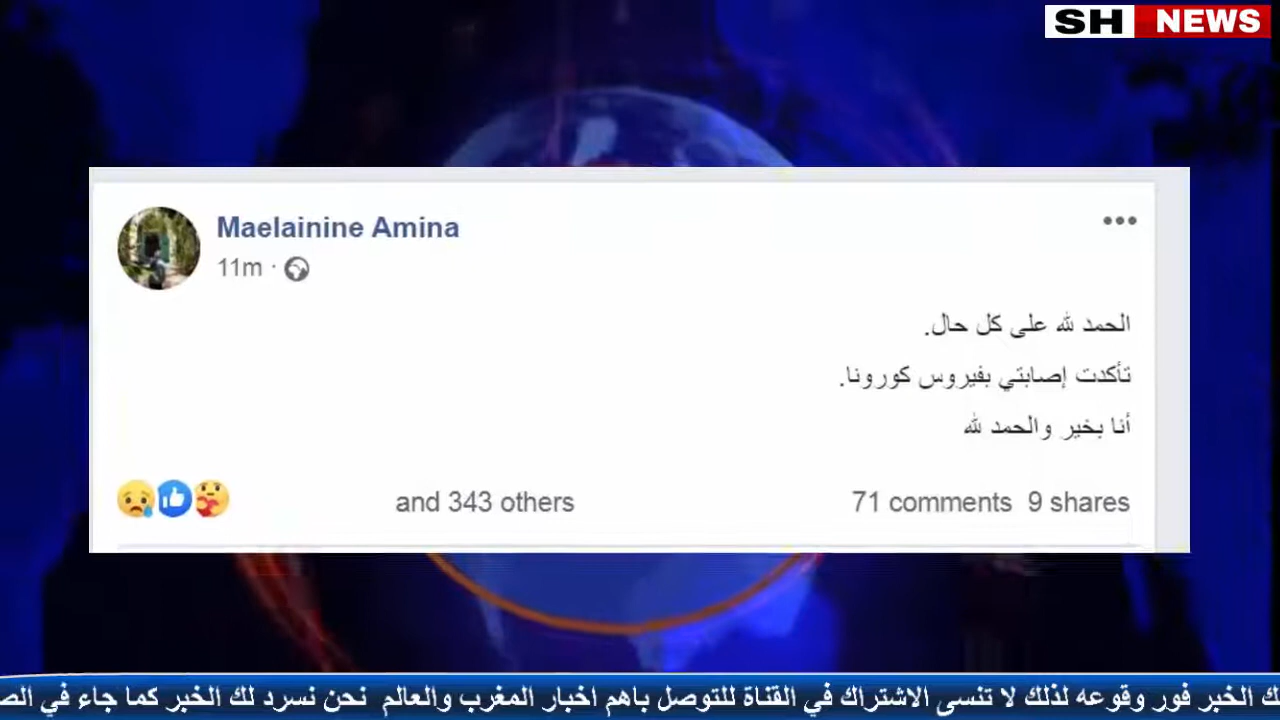 SH NEWS
Maelainine Amina
11m ·
الحمد لله على كل حال.
تأكدت إصابتي بفيروس كورونا.
أنا بخير والحمد لله
and 343 others
71 comments 9 shares
الخبر فور وقوعه لذلك لا تنسى الاشتراك في القناة للتوصل باهم اخبار المغرب والعالم نحن نسرد لك الخبر كما جاء في